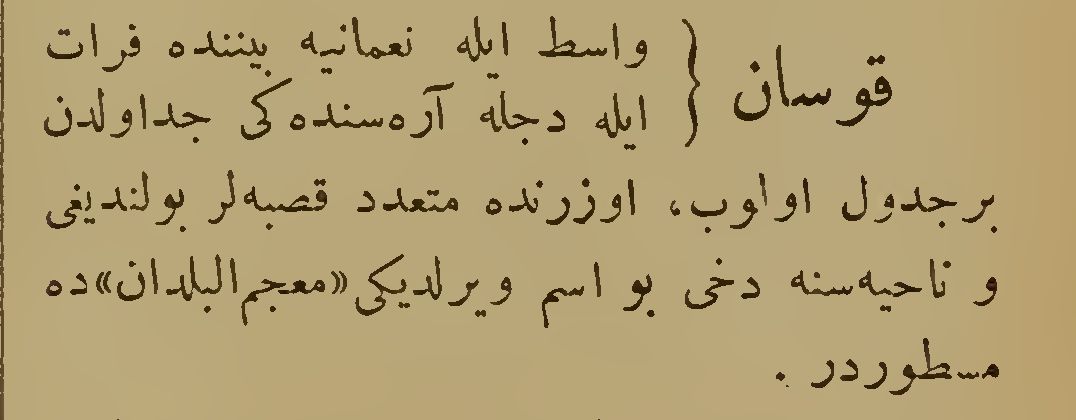 قوسان { واسط ایله نعمانیه بیننده فرات
ایله دجله آره‌سنده‌کی جداولدن
برجدول اولوب، اوزرنده متعدد قصبه‌لر بولندیغی
و ناحیه‌سنه دخی بو اسم ویرلدیکی «معجم‌البلدان»ده
مسطوردر .